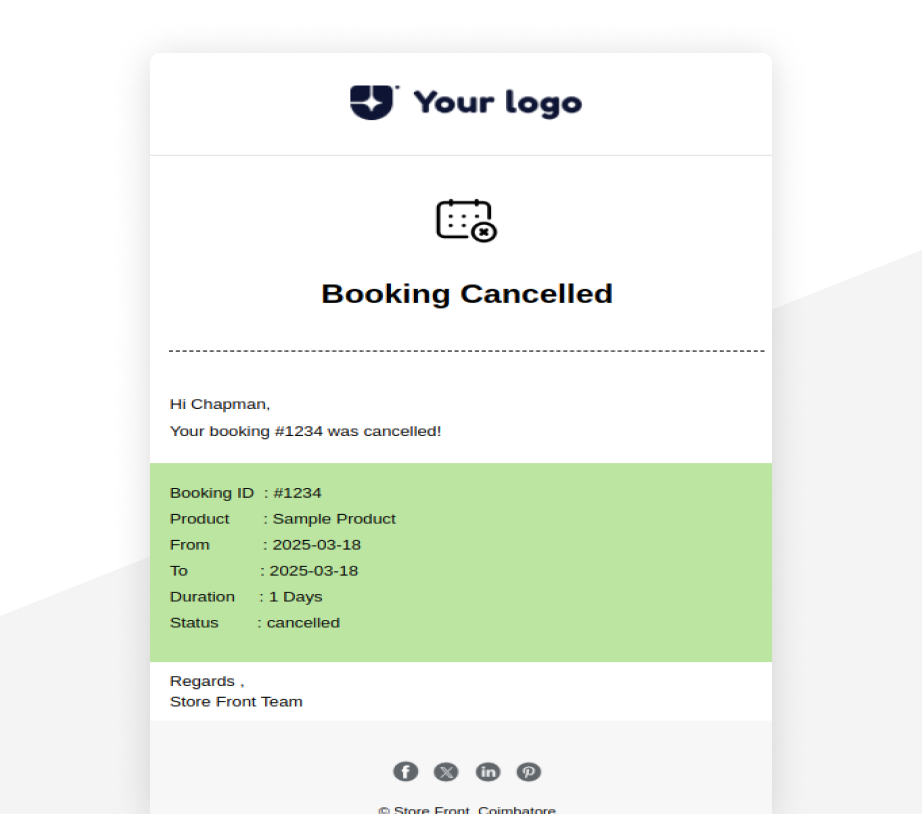 Your logo
Booking Cancelled
Hi Chapman,
Your booking #1234 was cancelled!
Booking ID : #1234
Product : Sample Product
From : 2025-03-18
To : 2025-03-18
Duration : 1 Days
Status : cancelled
Regards ,
Store Front Team
© Store Front, Coimbatore